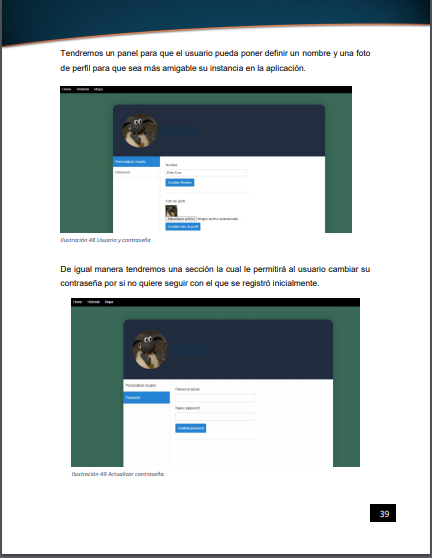 Tendremos un panel para que el usuario pueda poner definir un nombre y una foto
de perfil para que sea más amigable su instancia en la aplicación.
Home Historial Mapa
Personalizar Usuario
Password
Nombre
Cambiar Nombre
Foto de perfil
Seleccionar archivo Ningún archivo seleccionado
Cambiar foto de perfil
Ilustración 48 Usuario y contraseña
De igual manera tendremos una sección la cual le permitirá al usuario cambiar su
contraseña por si no quiere seguir con el que se registró inicialmente.
Home Historial Mapa
Personalizar Usuario
Password
Password actual
Nuevo password
Cambiar password
Ilustración 49 Actualizar contraseña.
39